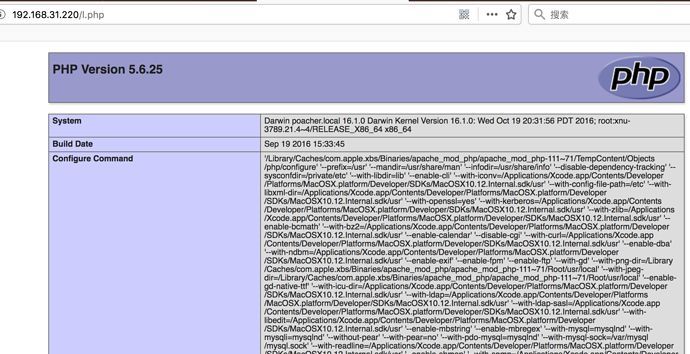 192.168.31.220/l.php
搜索
PHP Version 5.6.25
php
System
Darwin poacher.local 16.1.0 Darwin Kernel Version 16.1.0: Wed Oct 19 20:31:56 PDT 2016; root:xnu-
3789.21.4~4/RELEASE_X86_64 x86_64
Build Date
Sep 19 2016 15:33:45
Configure Command
'/Library/Caches/com.apple.xbs/Binaries/apache_mod_php/apache_mod_php-111~71/TempContent/Objects
/php/configure' '--prefix=/usr' '--mandir=/usr/share/man' '--infodir=/usr/share/info' '--disable-dependency-tracking' '--
sysconfdir=/private/etc' '--with-libdir=lib' '--enable-cli' '--with-iconv=/Applications/Xcode.app/Contents/Developer
/Platforms/MacOSX.platform/Developer/SDKs/MacOSX10.12.Internal.sdk/usr' '--with-config-file-path=/etc' '--with-
libxml-dir=/Applications/Xcode.app/Contents/Developer/Platforms/MacOSX.platform/Developer
/SDKs/MacOSX10.12.Internal.sdk/usr' '--with-openssl=yes' '--with-kerberos=/Applications/Xcode.app/Contents
/Developer/Platforms/MacOSX.platform/Developer/SDKs/MacOSX10.12.Internal.sdk/usr' '--with-zlib=/Applications
/Xcode.app/Contents/Developer/Platforms/MacOSX.platform/Developer/SDKs/MacOSX10.12.Internal.sdk/usr' '--enable-
bcmath' '--with-bz2=/Applications/Xcode.app/Contents/Developer/Platforms/MacOSX.platform/Developer
/SDKs/MacOSX10.12.Internal.sdk/usr' '--enable-calendar' '--disable-cgi' '--with-curl=/Applications/Xcode.app
/Contents/Developer/Platforms/MacOSX.platform/Developer/SDKs/MacOSX10.12.Internal.sdk/usr' '--enable-dba'
'--with-ndbm=/Applications/Xcode.app/Contents/Developer/Platforms/MacOSX.platform/Developer
/SDKs/MacOSX10.12.Internal.sdk/usr' '--enable-exif' '--enable-fpm' '--enable-ftp' '--with-gd' '--with-png-dir=/Library
/Caches/com.apple.xbs/Binaries/apache_mod_php/apache_mod_php-111~71/Root/usr/local' '--with-jpeg-
dir=/Library/Caches/com.apple.xbs/Binaries/apache_mod_php/apache_mod_php-111~71/Root/usr/local' '--enable-
gd-native-ttf' '--with-icu-dir=/Applications/Xcode.app/Contents/Developer/Platforms/MacOSX.platform/Developer
/SDKs/MacOSX10.12.Internal.sdk/usr' '--with-ldap=/Applications/Xcode.app/Contents/Developer/Platforms
/MacOSX.platform/Developer/SDKs/MacOSX10.12.Internal.sdk/usr' '--with-ldap-sasl=/Applications/Xcode.app
/Contents/Developer/Platforms/MacOSX.platform/Developer/SDKs/MacOSX10.12.Internal.sdk/usr' '--with-
libedit=/Applications/Xcode.app/Contents/Developer/Platforms/MacOSX.platform/Developer
/SDKs/MacOSX10.12.Internal.sdk/usr' '--enable-mbstring' '--enable-mbregex' '--with-mysql=mysqlnd' '--with-
mysqli=mysqlnd' '--without-pear' '--with-pear=no' '--with-pdo-mysql=mysqlnd' '--with-mysql-sock=/var/mysql
/mysql.sock' '--with-readline=/Applications/Xcode.app/Contents/Developer/Platforms/MacOSX.platform/Developer